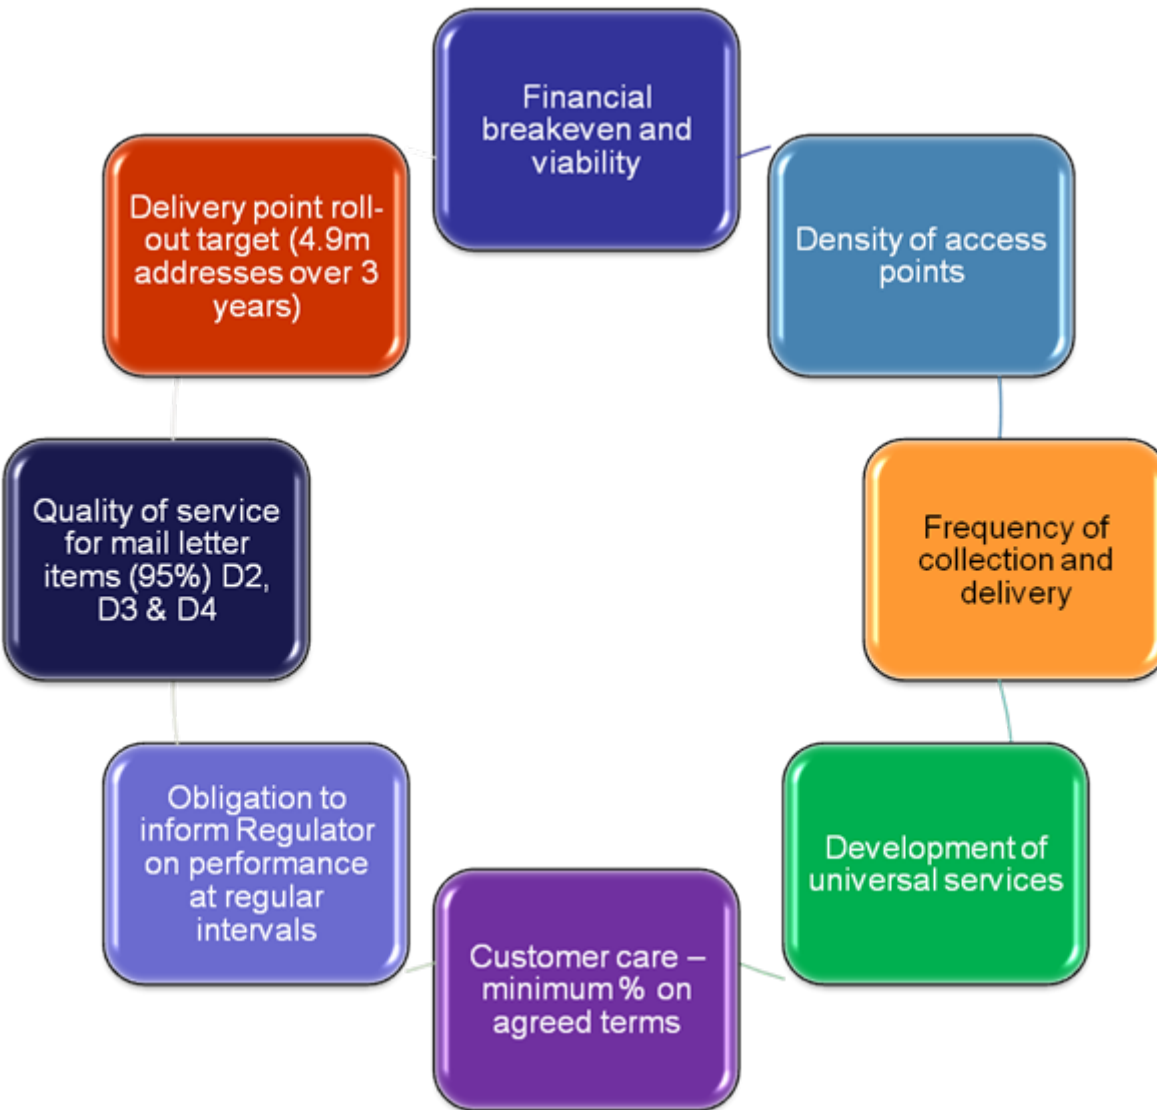 Financial
breakeven and
viability
Density of access
points
Frequency of
collection and
delivery
Development of
universal services
Customer care –
minimum % on
agreed terms
Obligation to
inform Regulator
on performance
at regular
intervals
Quality of service
for mail letter
items (95%) D2,
D3 & D4
Delivery point roll-
out target (4.9m
addresses over 3
years)